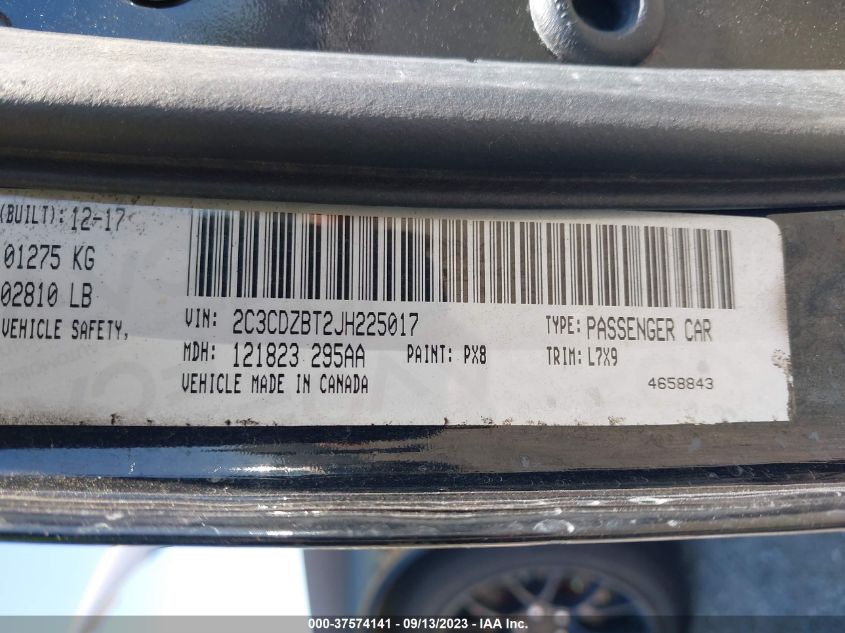 (BUILT): 12-17
01275 KG
02810 LB
VEHICLE SAFETY,
VIN: 2C3CDZBT2JH225017 TYPE: PASSENGER CAR
MDH: 121823 295AA PAINT: PX8 TRIM: L7X9
VEHICLE MADE IN CANADA 4658843
000-37574141 - 09/13/2023 - IAA Inc.